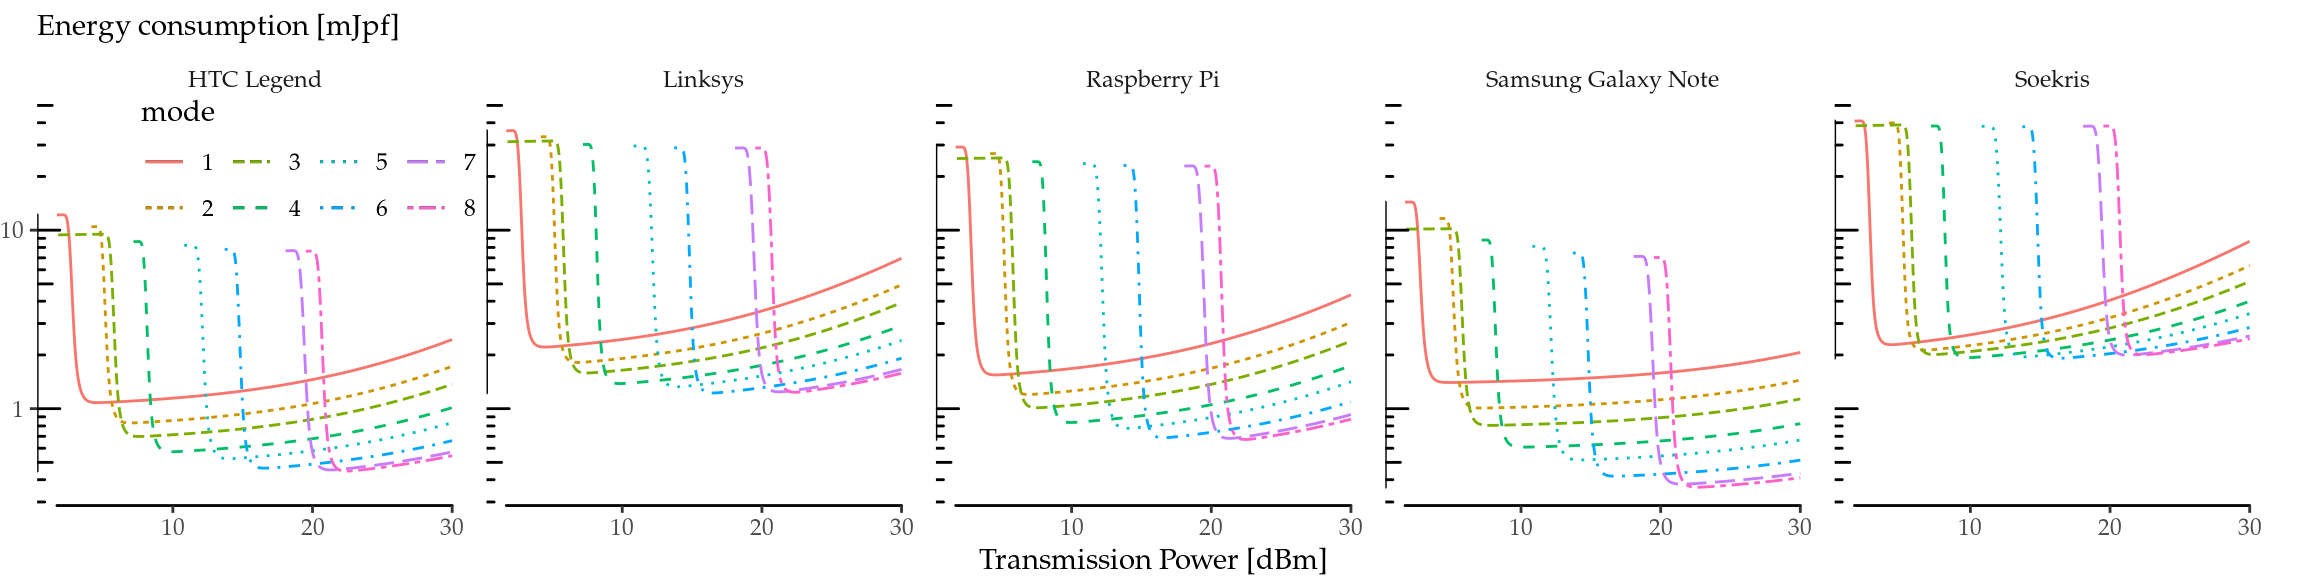 Energy consumption [mJpf]
HTC Legend Linksys Raspberry Pi Samsung Galaxy Note Soekris
mode
1 3 5 7
2 4 6 8
10
1
10 20 30 10 20 30 10 20 30 10 20 30 10 20 30
Transmission Power [dBm]